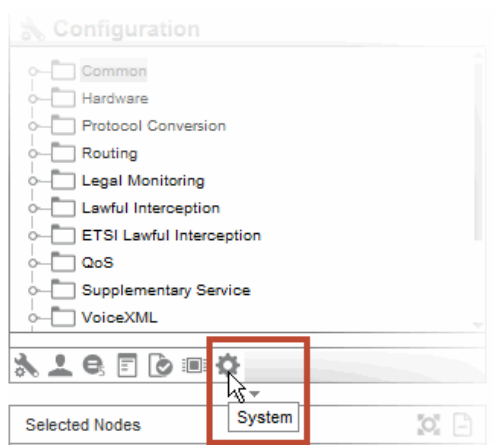 Configuration
Common
Hardware
Protocol Conversion
Routing
Legal Monitoring
Lawful Interception
ETSI Lawful Interception
QoS
Supplementary Service
VoiceXML
System
Selected Nodes